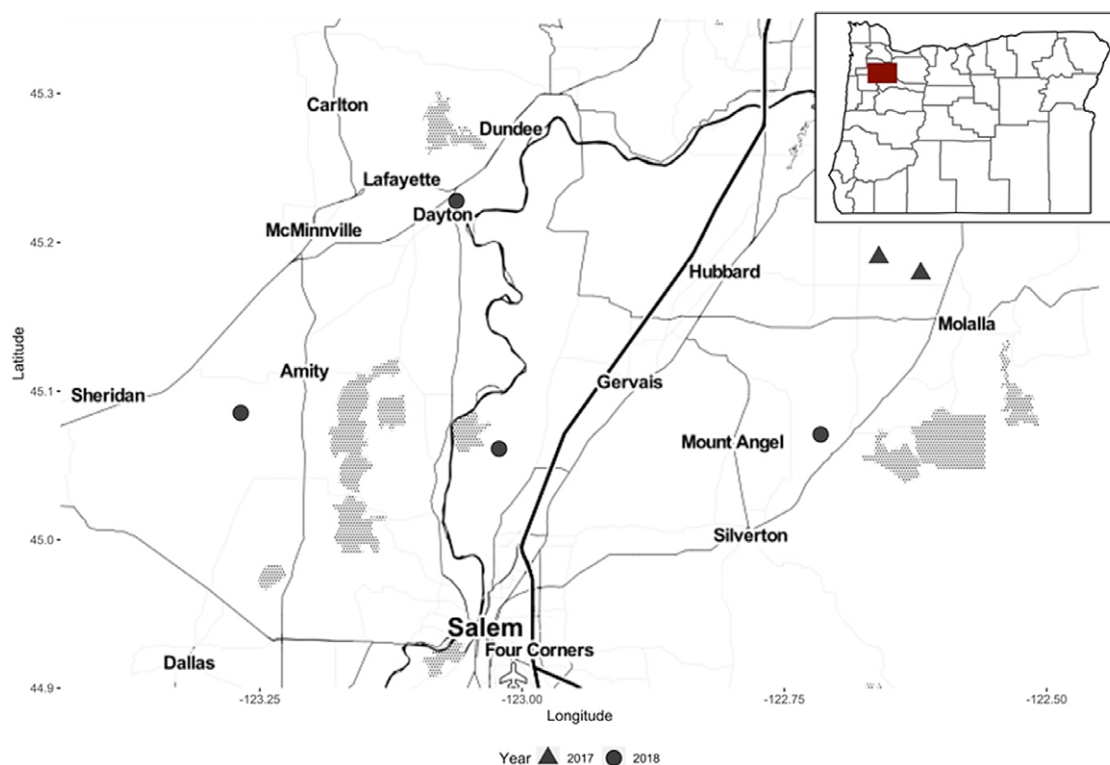 45.3
Carlton
Dundee
Lafayette
Dayton
McMinnville
45.2
Hubbard
Molalla
Latitude
Amity
Gervais
Sheridan
45.1
Mount Angel
Silverton
45.0
Salem
Four Corners
Dallas
44.9
-123.25
-123.00
-122.75
-122.50
Longitude
Year 2017 2018